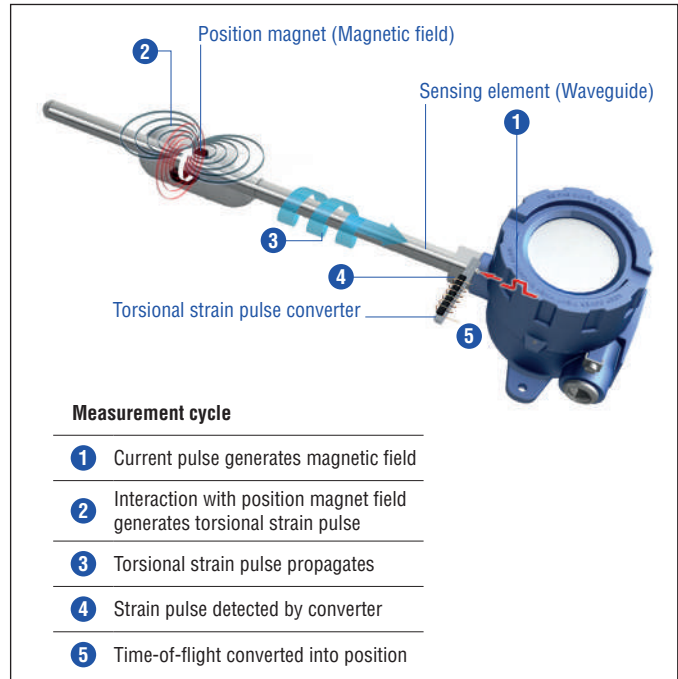 Position magnet (Magnetic field)
2
Sensing element (Waveguide)
1
3
4
Torsional strain pulse converter
5
Measurement cycle
1 Current pulse generates magnetic field
2 Interaction with position magnet field
generates torsional strain pulse
3 Torsional strain pulse propagates
4 Strain pulse detected by converter
5 Time-of-flight converted into position